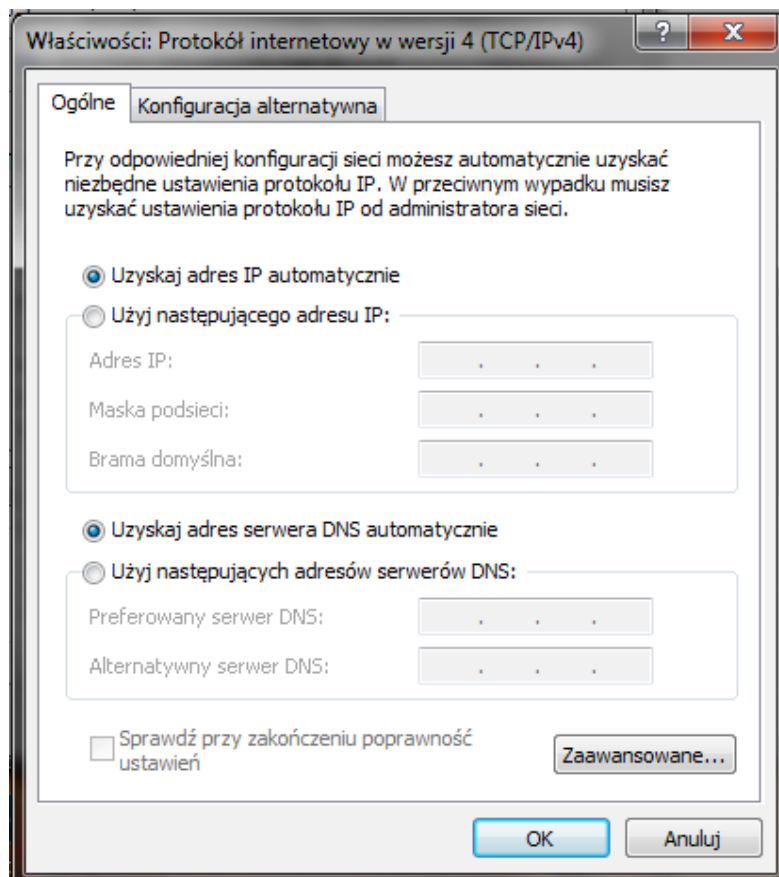 Właściwości: Protokół internetowy w wersji 4 (TCP/IPv4)
?
X
Ogólne
Konfiguracja alternatywna
Przy odpowiedniej konfiguracji sieci możesz automatycznie uzyskać
niezbędne ustawienia protokołu IP. W przeciwnym wypadku musisz
uzyskać ustawienia protokołu IP od administratora sieci.
Uzyskaj adres IP automatycznie
Użyj następującego adresu IP:
Adres IP: . . .
Maska podsieci: . . .
Brama domyślna: . . .
Uzyskaj adres serwera DNS automatycznie
Użyj następujących adresów serwerów DNS:
Preferowany serwer DNS: . . .
Alternatywny serwer DNS: . . .
Sprawdź przy zakończeniu poprawność
ustawień
Zaawansowane...
OK
Anuluj